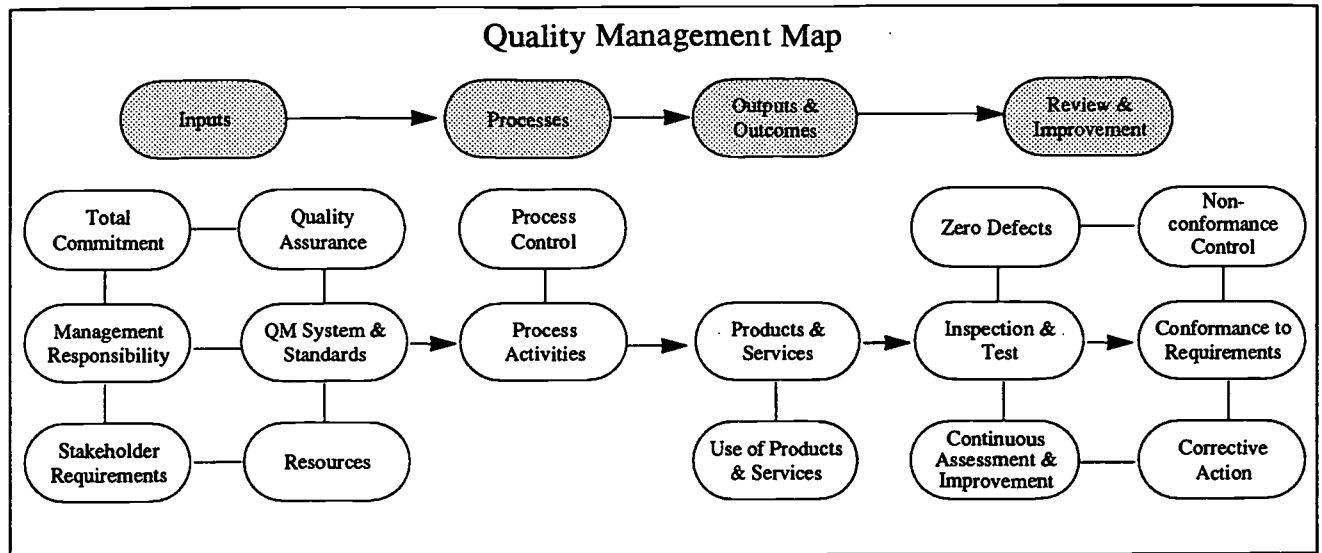 Quality Management Map
Inputs
Processes
Outputs &
Outcomes
Review &
Improvement
Total
Commitment
Quality
Assurance
Process
Control
Zero Defects
Non-
conformance
Control
Management
Responsibility
QM System &
Standards
Process
Activities
Products &
Services
Inspection &
Test
Conformance to
Requirements
Stakeholder
Requirements
Resources
Use of Products
& Services
Continuous
Assessment &
Improvement
Corrective
Action